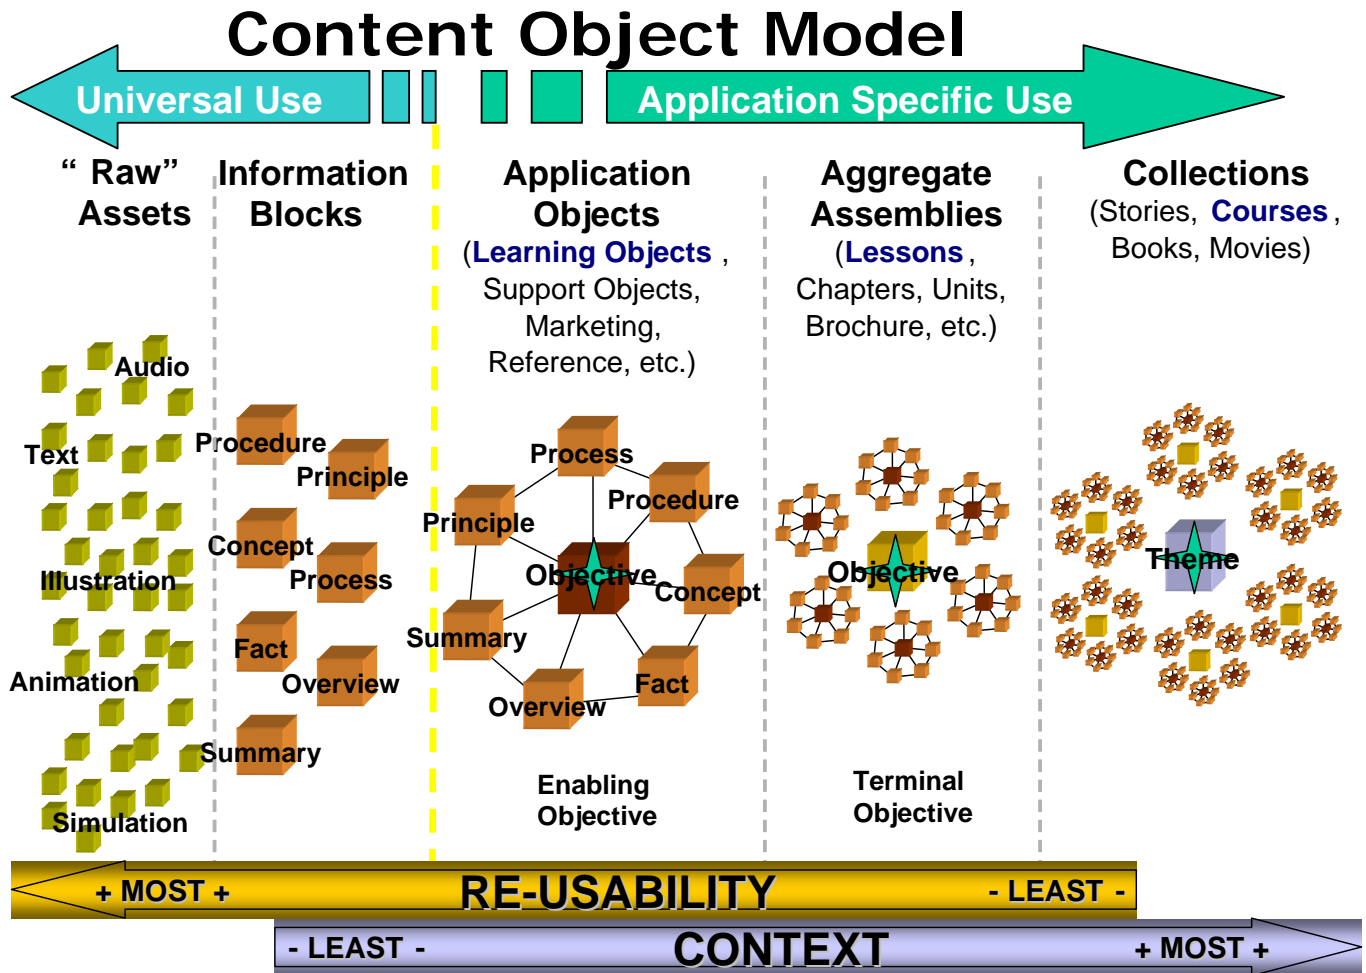 Content Object Model
Universal Use
Application Specific Use
“ Raw”
Assets
Information
Blocks
Application
Objects
(Learning Objects ,
Support Objects,
Marketing,
Reference, etc.)
Aggregate
Assemblies
(Lessons ,
Chapters, Units,
Brochure, etc.)
Collections
(Stories, Courses ,
Books, Movies)
Audio
Text
Illustration
Animation
Simulation
Procedure
Principle
Concept
Process
Fact
Overview
Summary
Process
Procedure
Principle
Objective
Concept
Summary
Fact
Overview
Enabling
Objective
Objective
Terminal
Objective
Theme
+ MOST +
RE-USABILITY
- LEAST -
- LEAST -
CONTEXT
+ MOST +